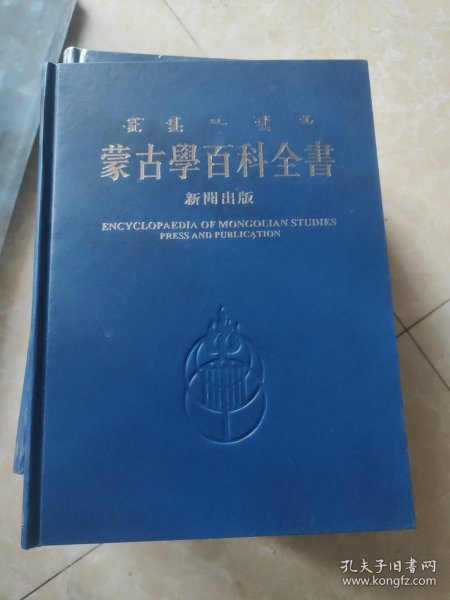 蒙古學百科全書
新聞出版
ENCYCLOPAEDIA OF MONGOLIAN STUDIES
PRESS AND PUBLICATION
孔夫子旧书网
www.kongfz.com